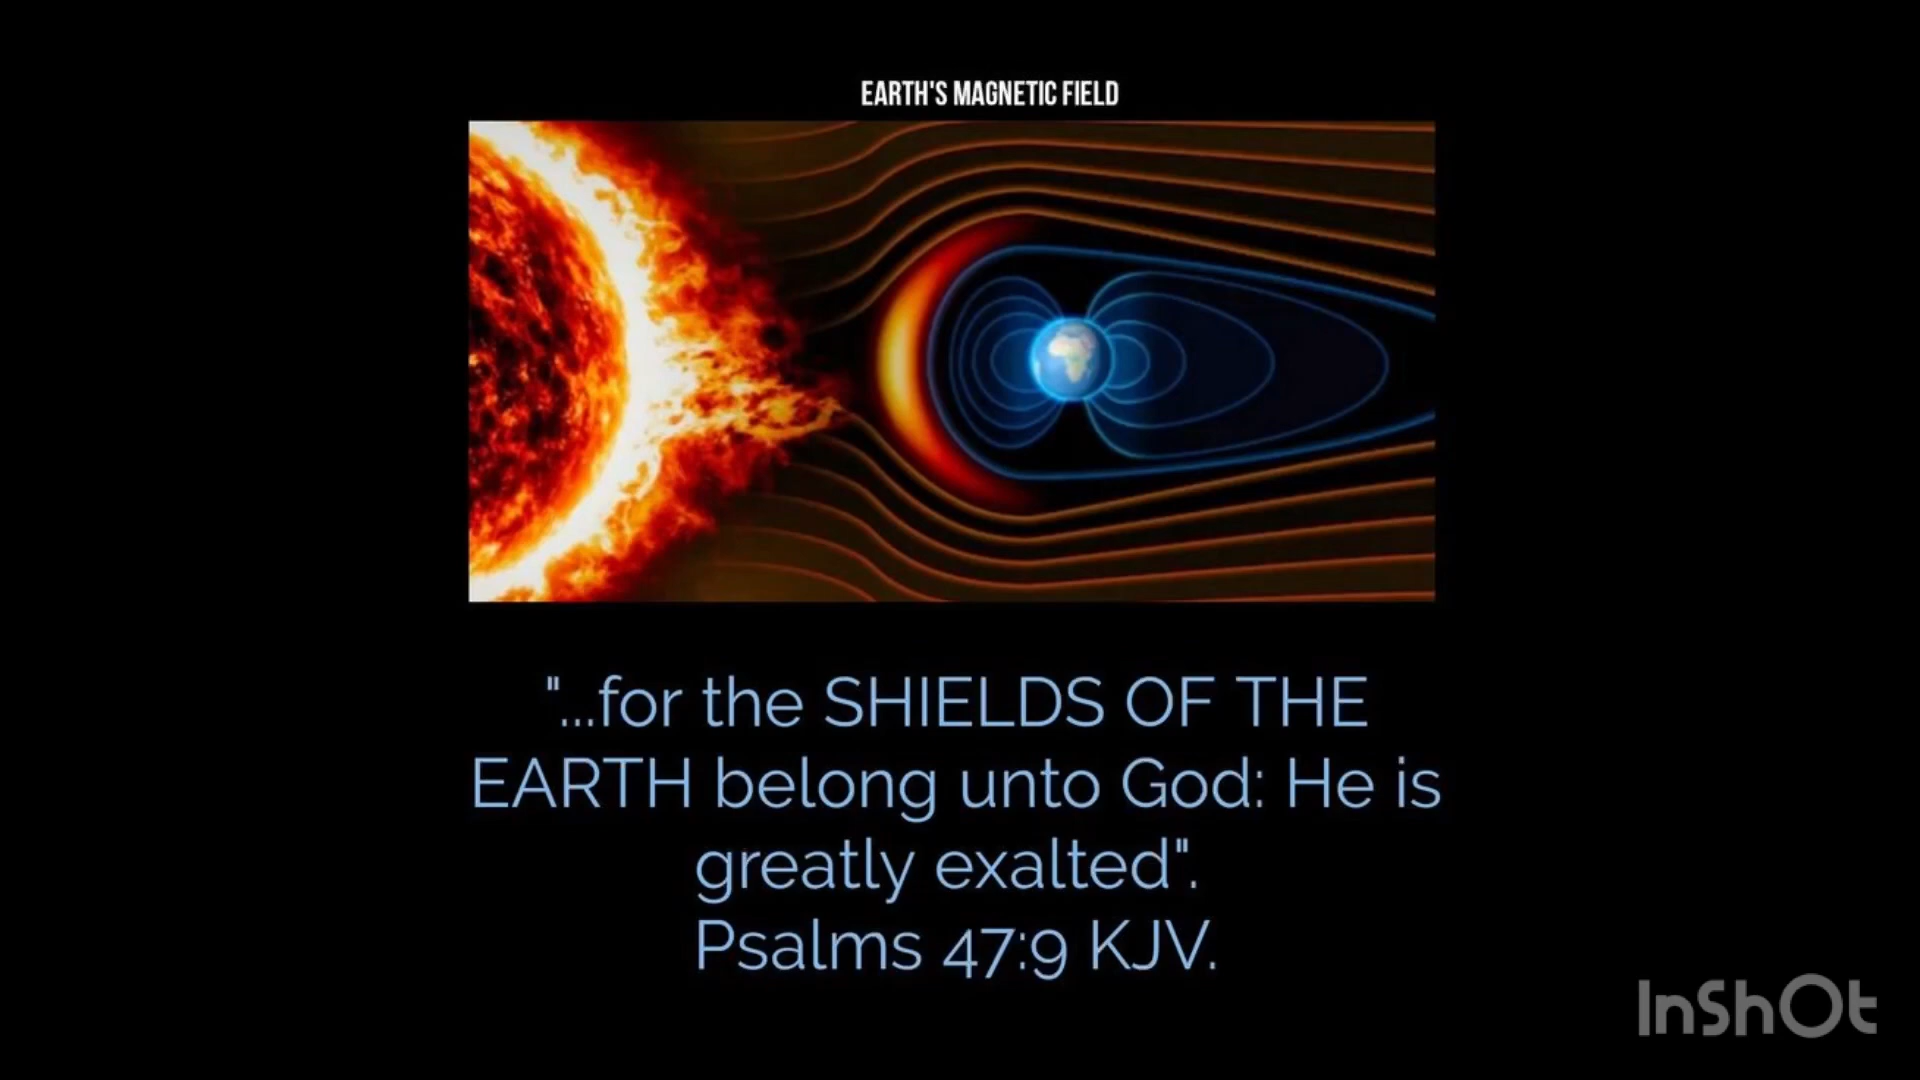 EARTH'S MAGNETIC FIELD
"...for the SHIELDS OF THE
EARTH belong unto God: He is
greatly exalted".
Psalms 47:9 KJV.
InShOt